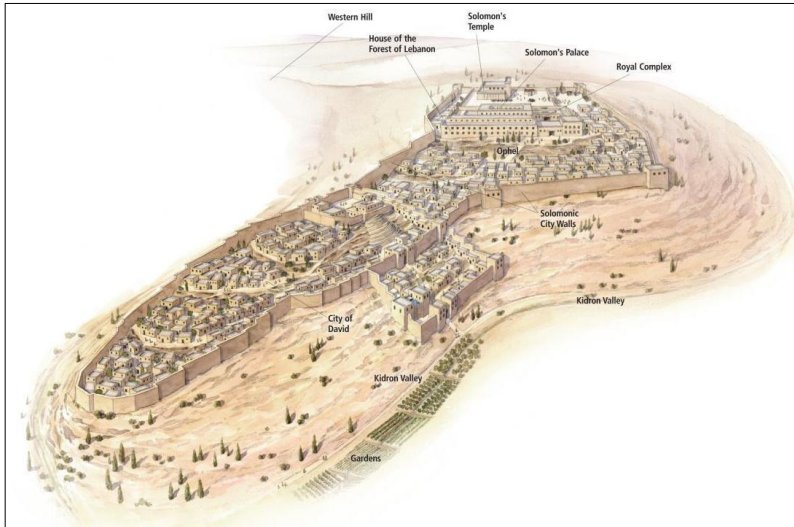 Western Hill
Solomon's
Temple
House of the
Forest of Lebanon
Solomon's Palace
Royal Complex
Ophel
Solomonic
City Walls
Kidron Valley
City of
David
Kidron Valley
Gardens